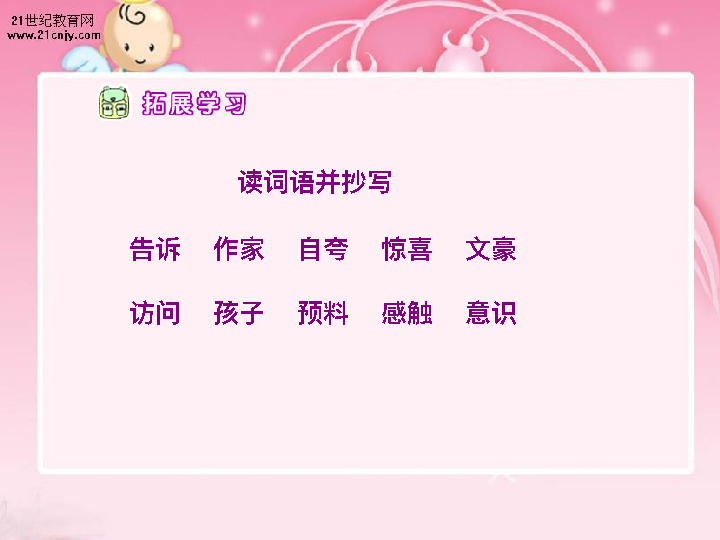 21世纪教育网
www.21cnjy.com
拓展学习
读词语并抄写
告诉 作家 自夸 惊喜 文豪
访问 孩子 预料 感触 意识